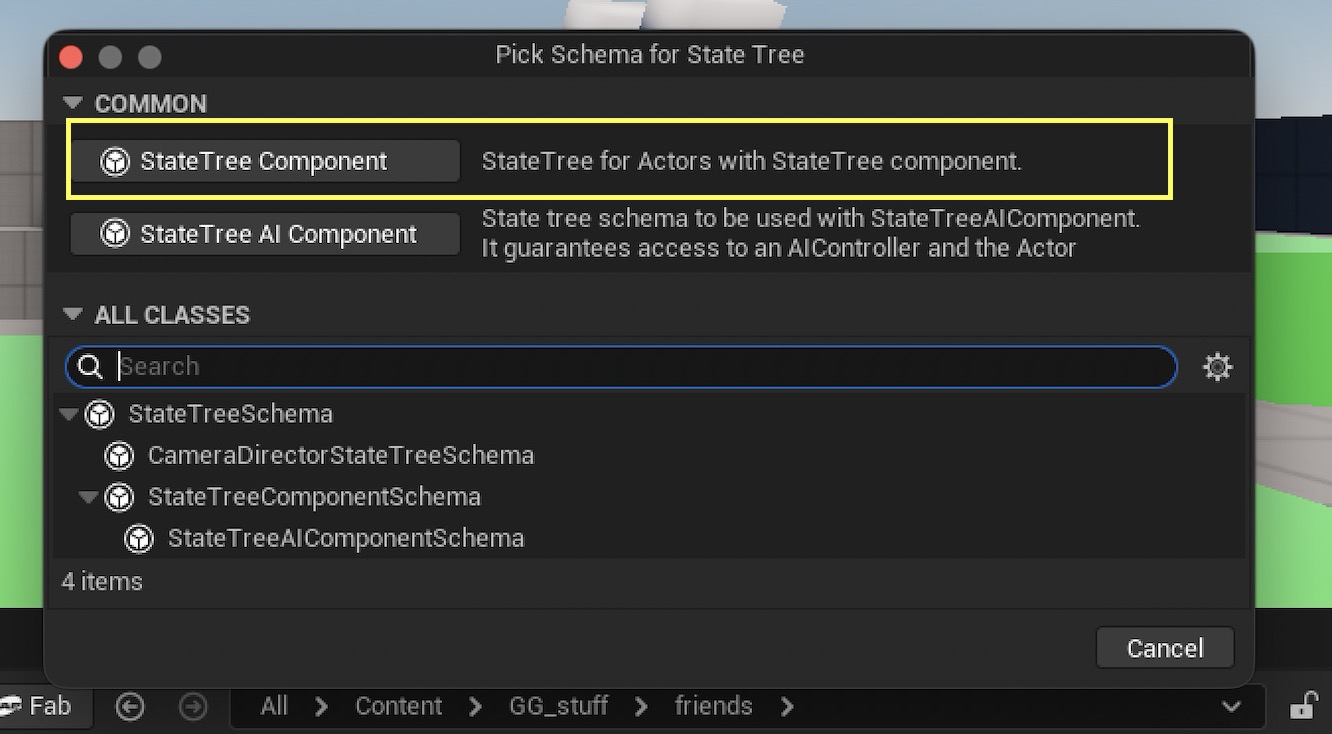 Pick Schema for State Tree
COMMON
StateTree Component
StateTree for Actors with StateTree component.
StateTree AI Component
State tree schema to be used with StateTreeAIComponent.
It guarantees access to an AIController and the Actor
ALL CLASSES
Search
StateTreeSchema
CameraDirectorStateTreeSchema
StateTreeComponentSchema
StateTreeAIComponentSchema
4 items
Cancel
Fab
All > Content > GG_stuff > friends >